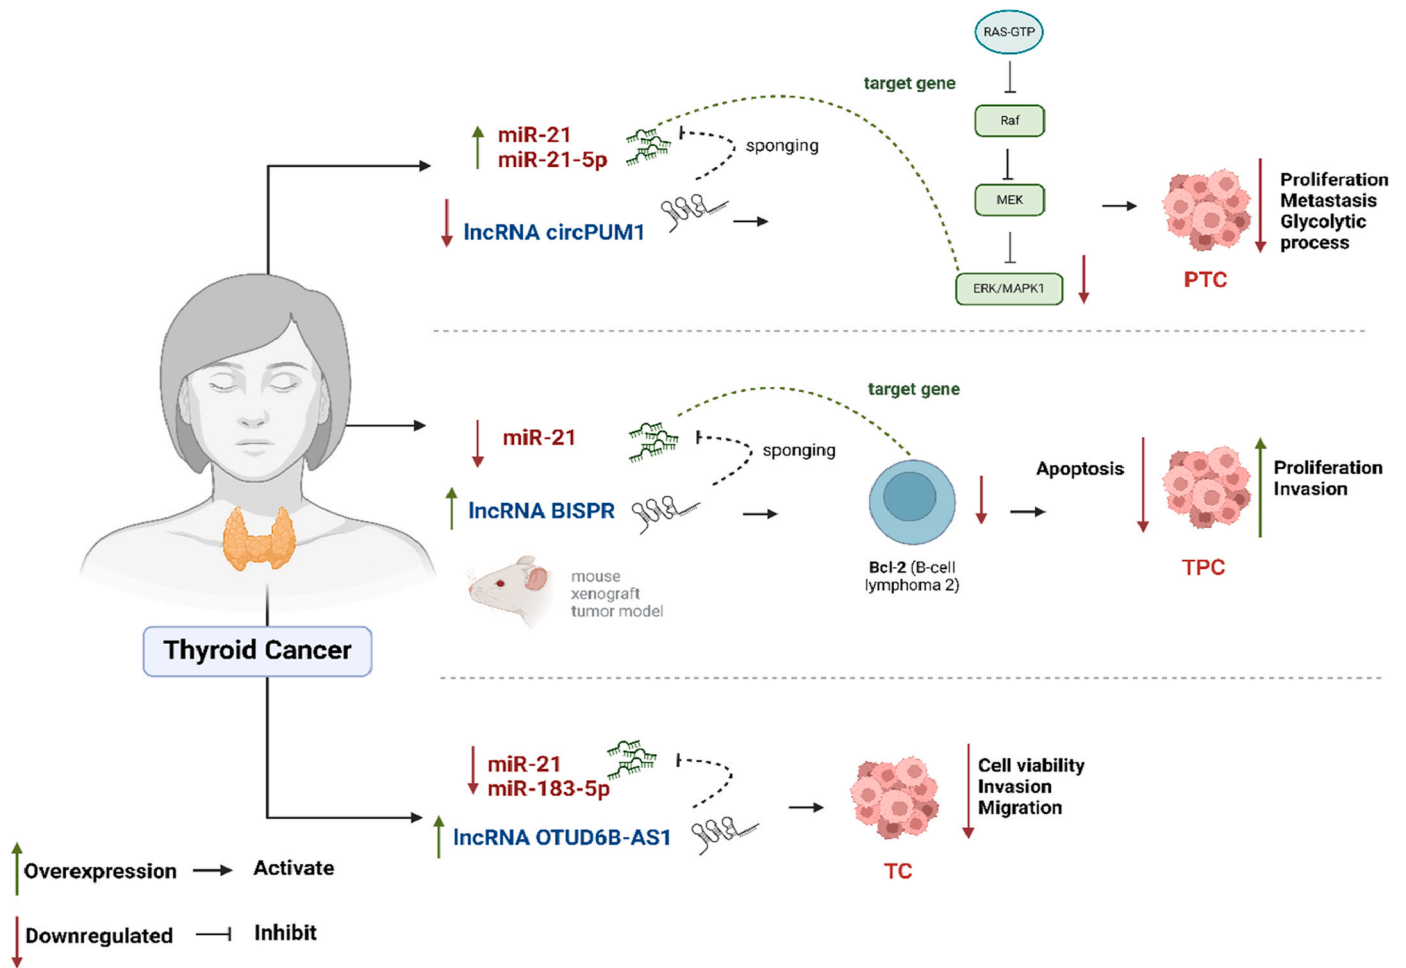 RAS-GTP
target gene
Raf
miR-21
miR-21-5p
sponging
MEK
lncRNA circPUM1
ERK/MAPK1
Proliferation
Metastasis
Glycolytic
process
PTC
target gene
miR-21
sponging
lncRNA BISPR
Apoptosis
Proliferation
Invasion
Bcl-2 (B-cell
lymphoma 2)
TPC
mouse
xenograft
tumor model
Thyroid Cancer
miR-21
miR-183-5p
lncRNA OTUD6B-AS1
Cell viability
Invasion
Migration
TC
Overexpression
Activate
Downregulated
Inhibit